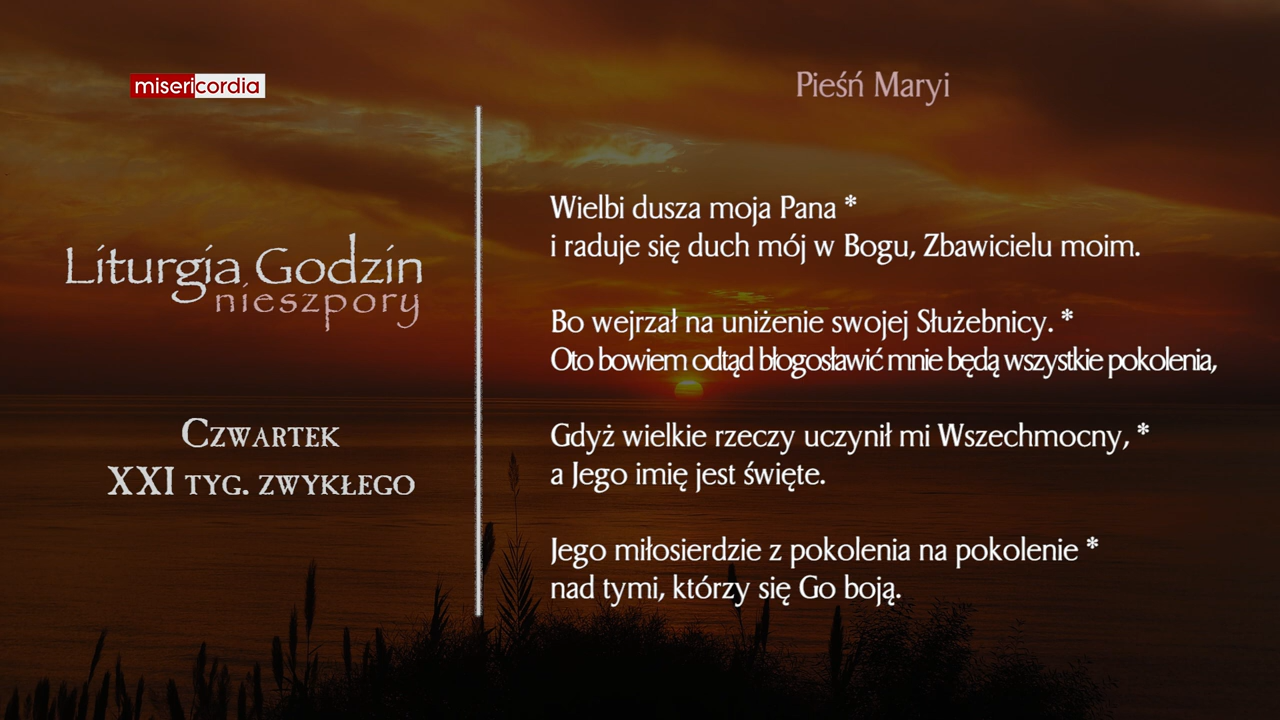 misericordia
Liturgia Godzin
nieszpory
Czwartek
XXI tyg. zwykłego
Pieśń Maryi
Wielbi dusza moja Pana *
i raduje się duch mój w Bogu, Zbawicielu moim.
Bo wejrzał na uniżenie swojej Służebnicy. *
Oto bowiem odtąd błogosławić mnie będą wszystkie pokolenia,
Gdyż wielkie rzeczy uczynił mi Wszechmocny, *
a Jego imię jest święte.
Jego miłosierdzie z pokolenia na pokolenie *
nad tymi, którzy się Go boją.